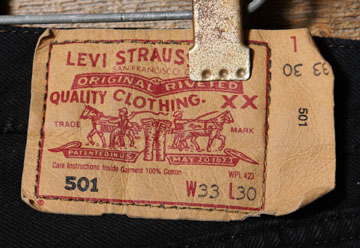 LEVI STRAUSS
SAN FRANCISCO
ORIGINAL RIVETED
QUALITY CLOTHING. XX
TRADE MARK
PATENTED IN U.S. MAY 20 1873
Care Instructions Inside Garment 100% Cotton WPL 423
501 W33 L30
1
33 30
501